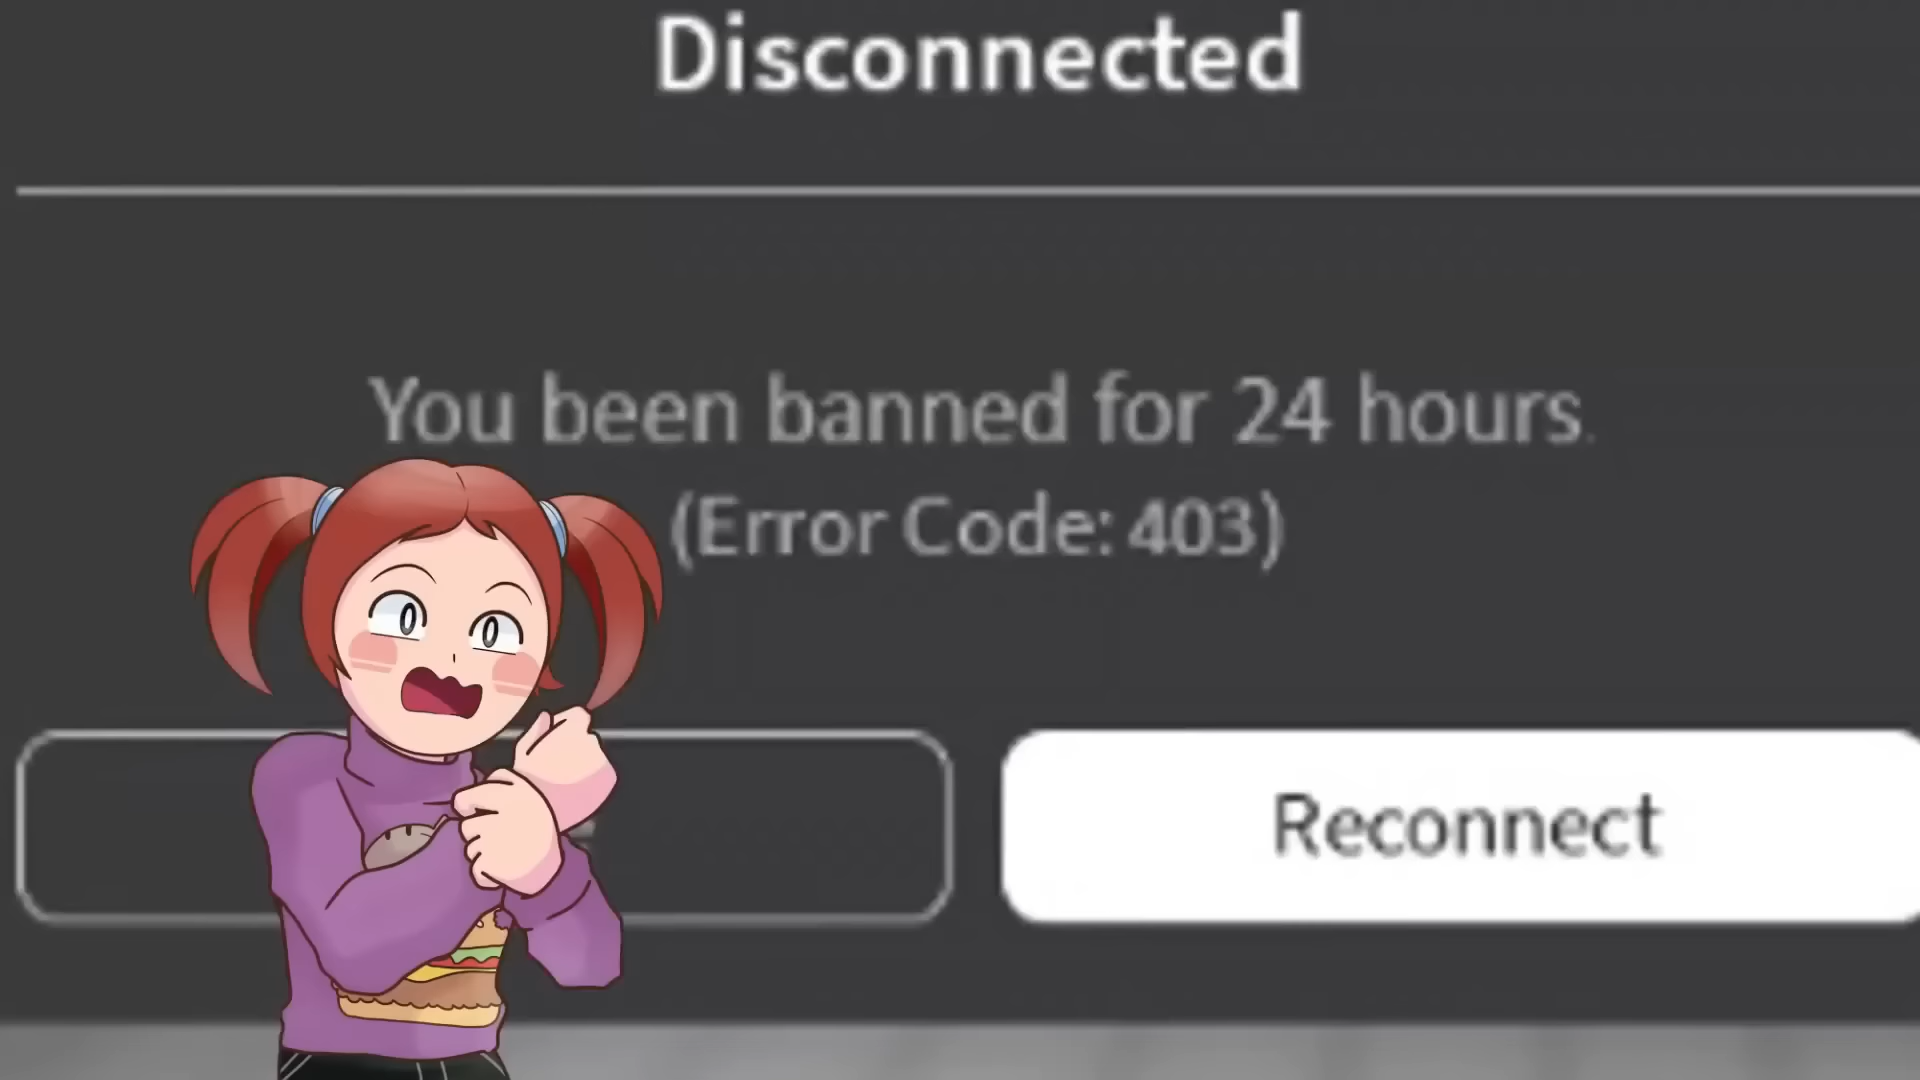 Disconnected
You been banned for 24 hours.
(Error Code: 403)
Reconnect